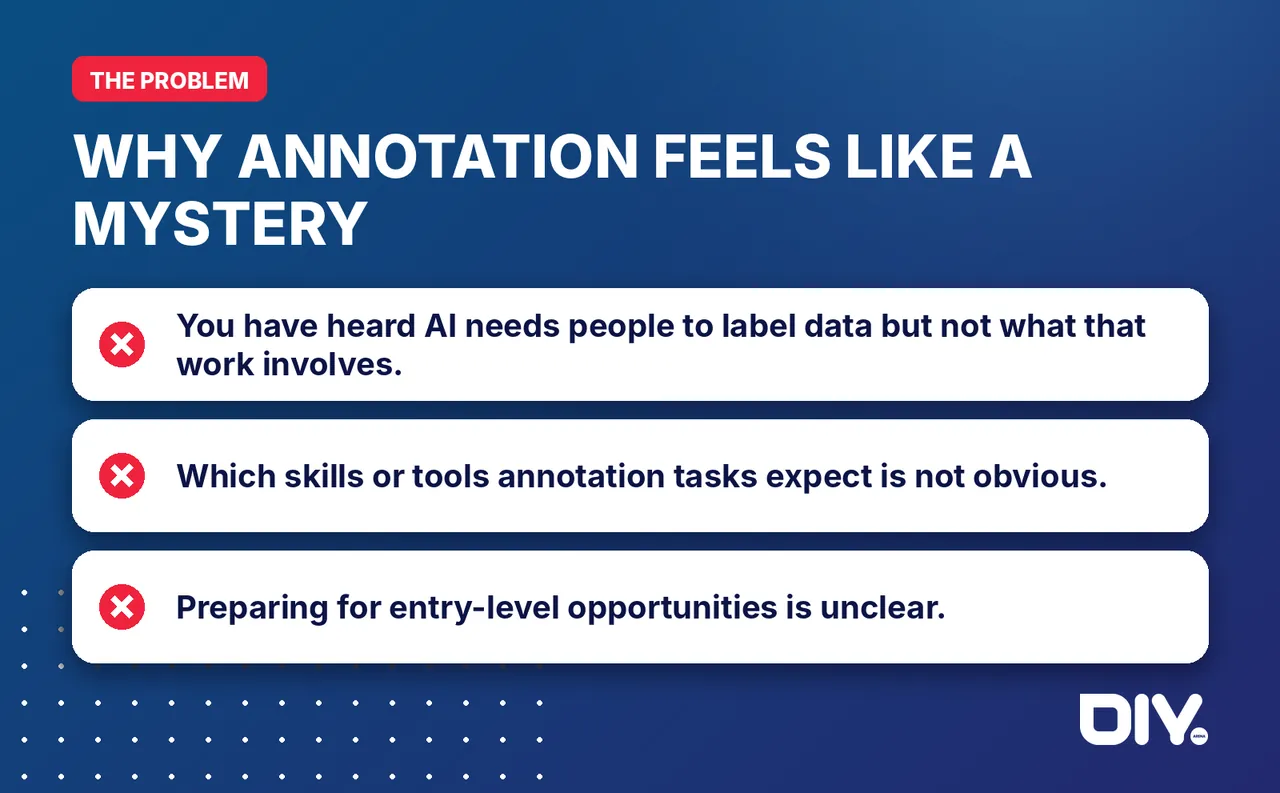 THE PROBLEM
WHY ANNOTATION FEELS LIKE A
MYSTERY
You have heard AI needs people to label data but not what that
work involves.
Which skills or tools annotation tasks expect is not obvious.
Preparing for entry-level opportunities is unclear.
DIY.
ARENA